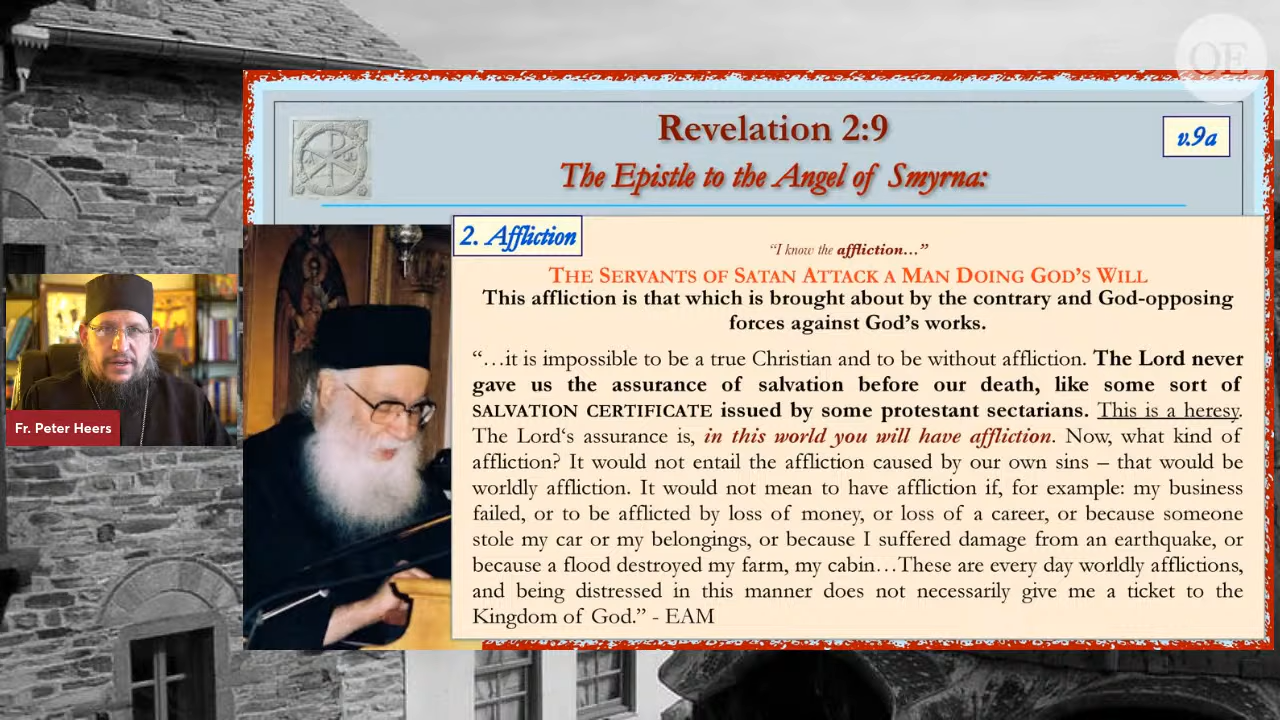 OE
Revelation 2:9
v.9a
The Epistle to the Angel of Smyrna:
2. Affliction
“I know the affliction…”
THE SERVANTS OF SATAN ATTACK A MAN DOING GOD’S WILL
This affliction is that which is brought about by the contrary and God-opposing
forces against God’s works.
“…it is impossible to be a true Christian and to be without affliction. The Lord never
gave us the assurance of salvation before our death, like some sort of
SALVATION CERTIFICATE issued by some protestant sectarians. This is a heresy.
The Lord‘s assurance is, in this world you will have affliction. Now, what kind of
affliction? It would not entail the affliction caused by our own sins – that would be
worldly affliction. It would not mean to have affliction if, for example: my business
failed, or to be afflicted by loss of money, or loss of a career, or because someone
stole my car or my belongings, or because I suffered damage from an earthquake, or
because a flood destroyed my farm, my cabin…These are every day worldly afflictions,
and being distressed in this manner does not necessarily give me a ticket to the
Kingdom of God.” - EAM
Fr. Peter Heers